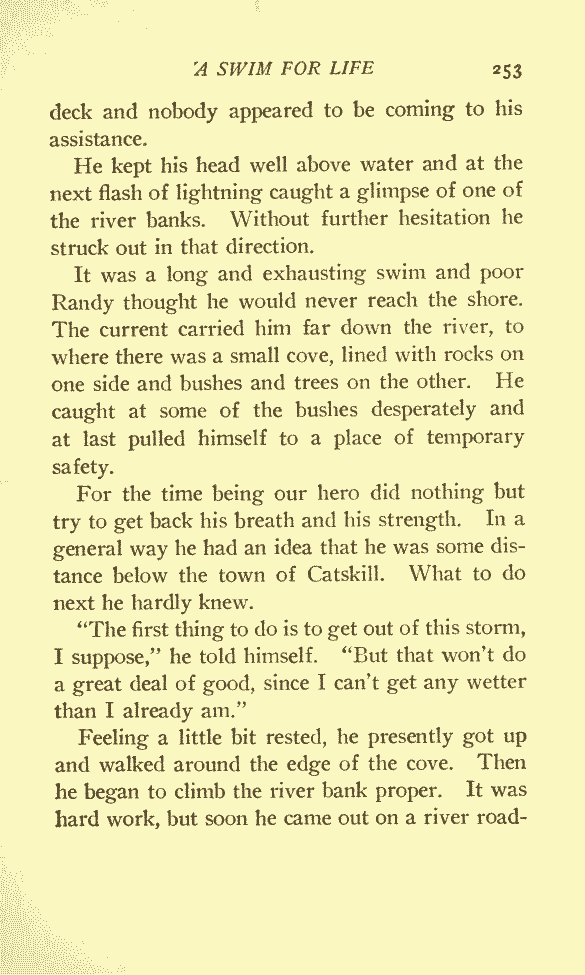 'A SWIM FOR LIFE 253
deck and nobody appeared to be coming to his
assistance.
He kept his head well above water and at the
next flash of lightning caught a glimpse of one of
the river banks. Without further hesitation he
struck out in that direction.
It was a long and exhausting swim and poor
Randy thought he would never reach the shore.
The current carried him far down the river, to
where there was a small cove, lined with rocks on
one side and bushes and trees on the other. He
caught at some of the bushes desperately and
at last pulled himself to a place of temporary
safety.
For the time being our hero did nothing but
try to get back his breath and his strength. In a
general way he had an idea that he was some dis-
tance below the town of Catskill. What to do
next he hardly knew.
"The first thing to do is to get out of this storm,
I suppose," he told himself. "But that won't do
a great deal of good, since I can't get any wetter
than I already am."
Feeling a little bit rested, he presently got up
and walked around the edge of the cove. Then
he began to climb the river bank proper. It was
hard work, but soon he came out on a river road-